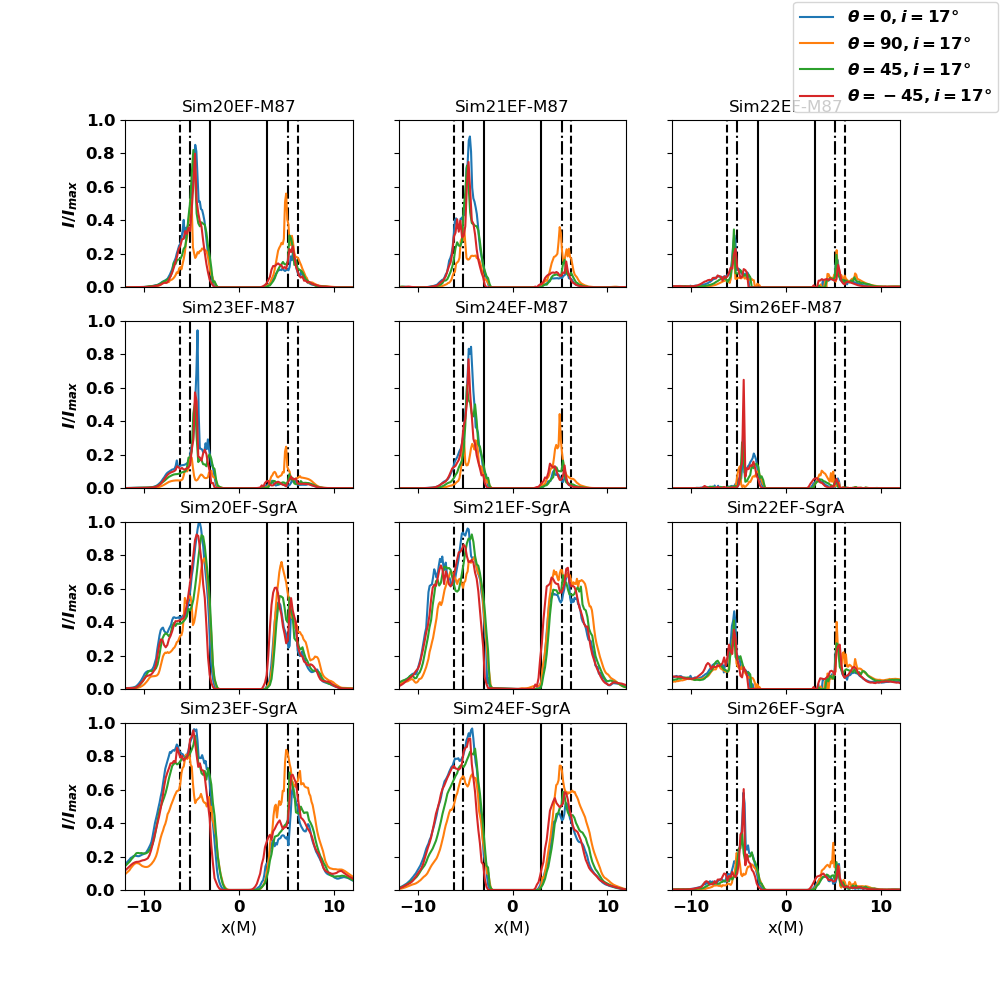 θ = 0, i = 17°
θ = 90, i = 17°
θ = 45, i = 17°
θ = −45, i = 17°
Sim20EF-M87 Sim21EF-M87 Sim22EF-M87
1.0
0.8
0.6
0.4
0.2
0.0
I/Imax
Sim23EF-M87 Sim24EF-M87 Sim26EF-M87
1.0
0.8
0.6
0.4
0.2
0.0
I/Imax
Sim20EF-SgrA Sim21EF-SgrA Sim22EF-SgrA
1.0
0.8
0.6
0.4
0.2
0.0
I/Imax
Sim23EF-SgrA Sim24EF-SgrA Sim26EF-SgrA
1.0
0.8
0.6
0.4
0.2
0.0
I/Imax
−10 0 10 −10 0 10 −10 0 10
x(M) x(M) x(M)